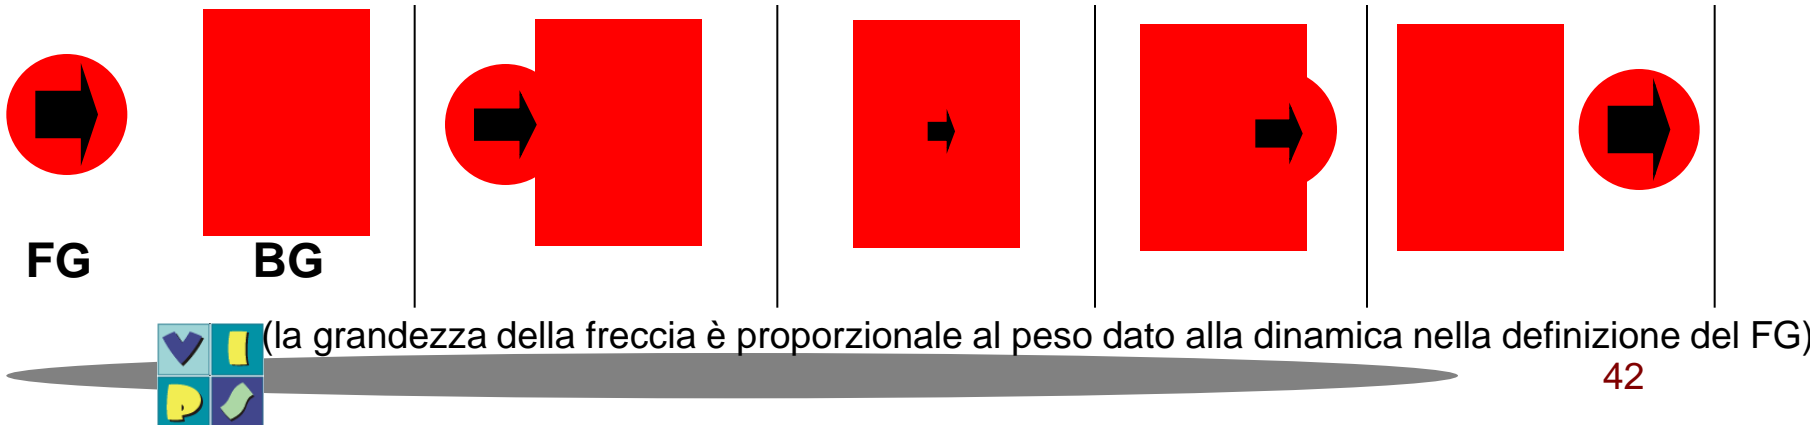 FG BG
(la grandezza della freccia è proporzionale al peso dato alla dinamica nella definizione del FG)
42
V I
P S